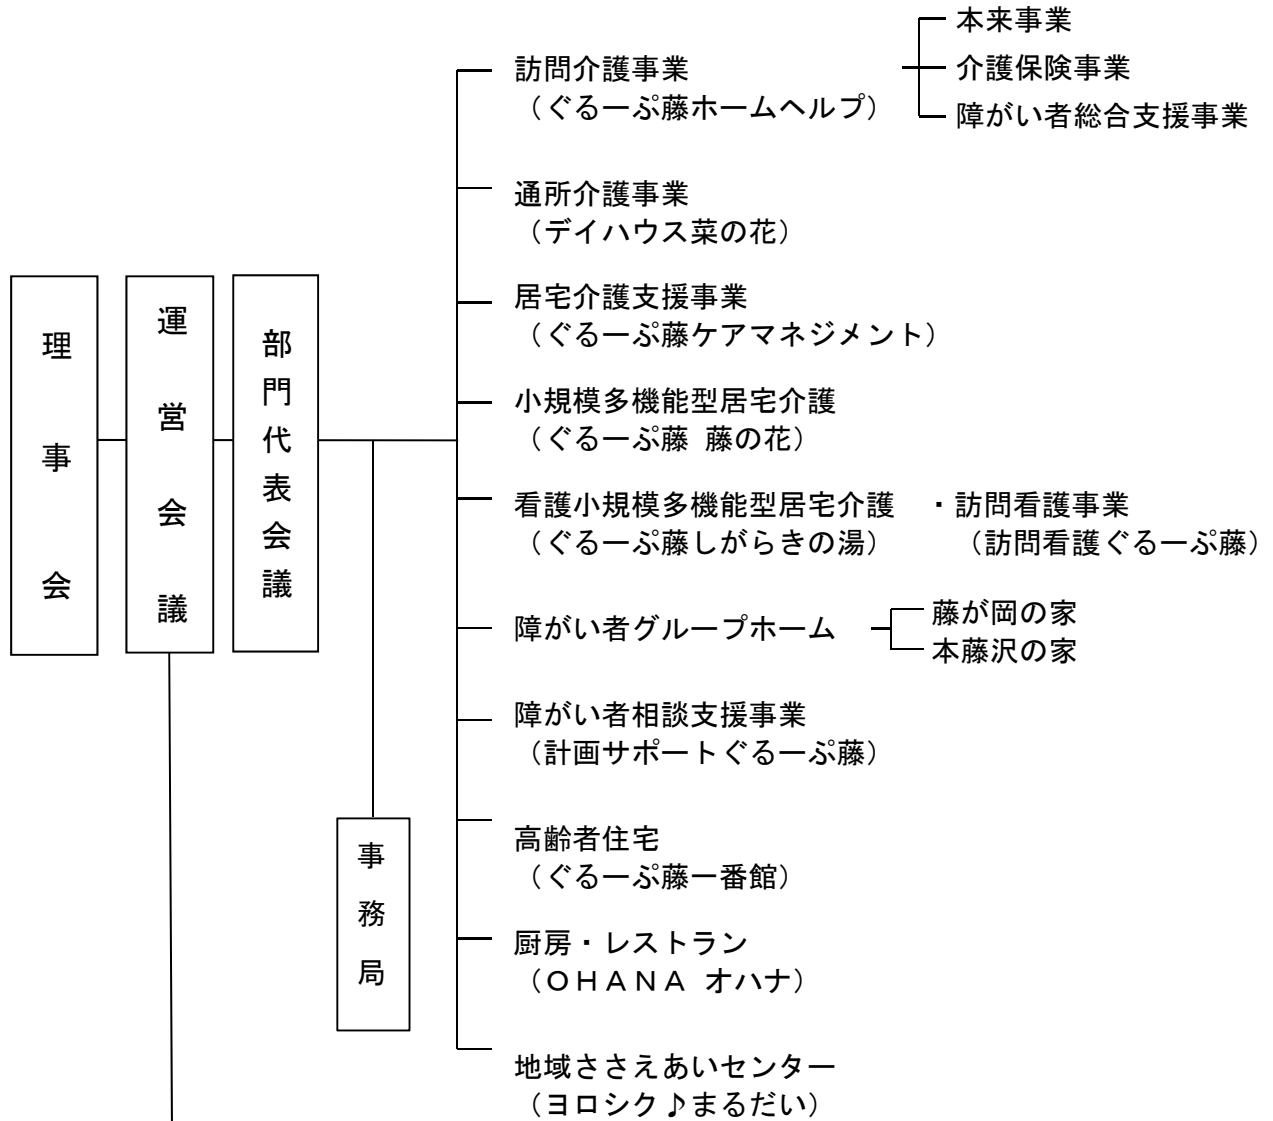 理事会
運営会議
部門代表会議
事務局
訪問介護事業
（ぐるーぷ藤ホームヘルプ）
本来事業
介護保険事業
障がい者総合支援事業
通所介護事業
（デイハウス菜の花）
居宅介護支援事業
（ぐるーぷ藤ケアマネジメント）
小規模多機能型居宅介護
（ぐるーぷ藤 藤の花）
看護小規模多機能型居宅介護 ・訪問看護事業
（ぐるーぷ藤しがらきの湯） （訪問看護ぐるーぷ藤）
障がい者グループホーム
藤が岡の家
本藤沢の家
障がい者相談支援事業
（計画サポートぐるーぷ藤）
高齢者住宅
（ぐるーぷ藤一番館）
厨房・レストラン
（ＯＨＡＮＡ オハナ）
地域ささえあいセンター
（ヨロシク♪まるだい）